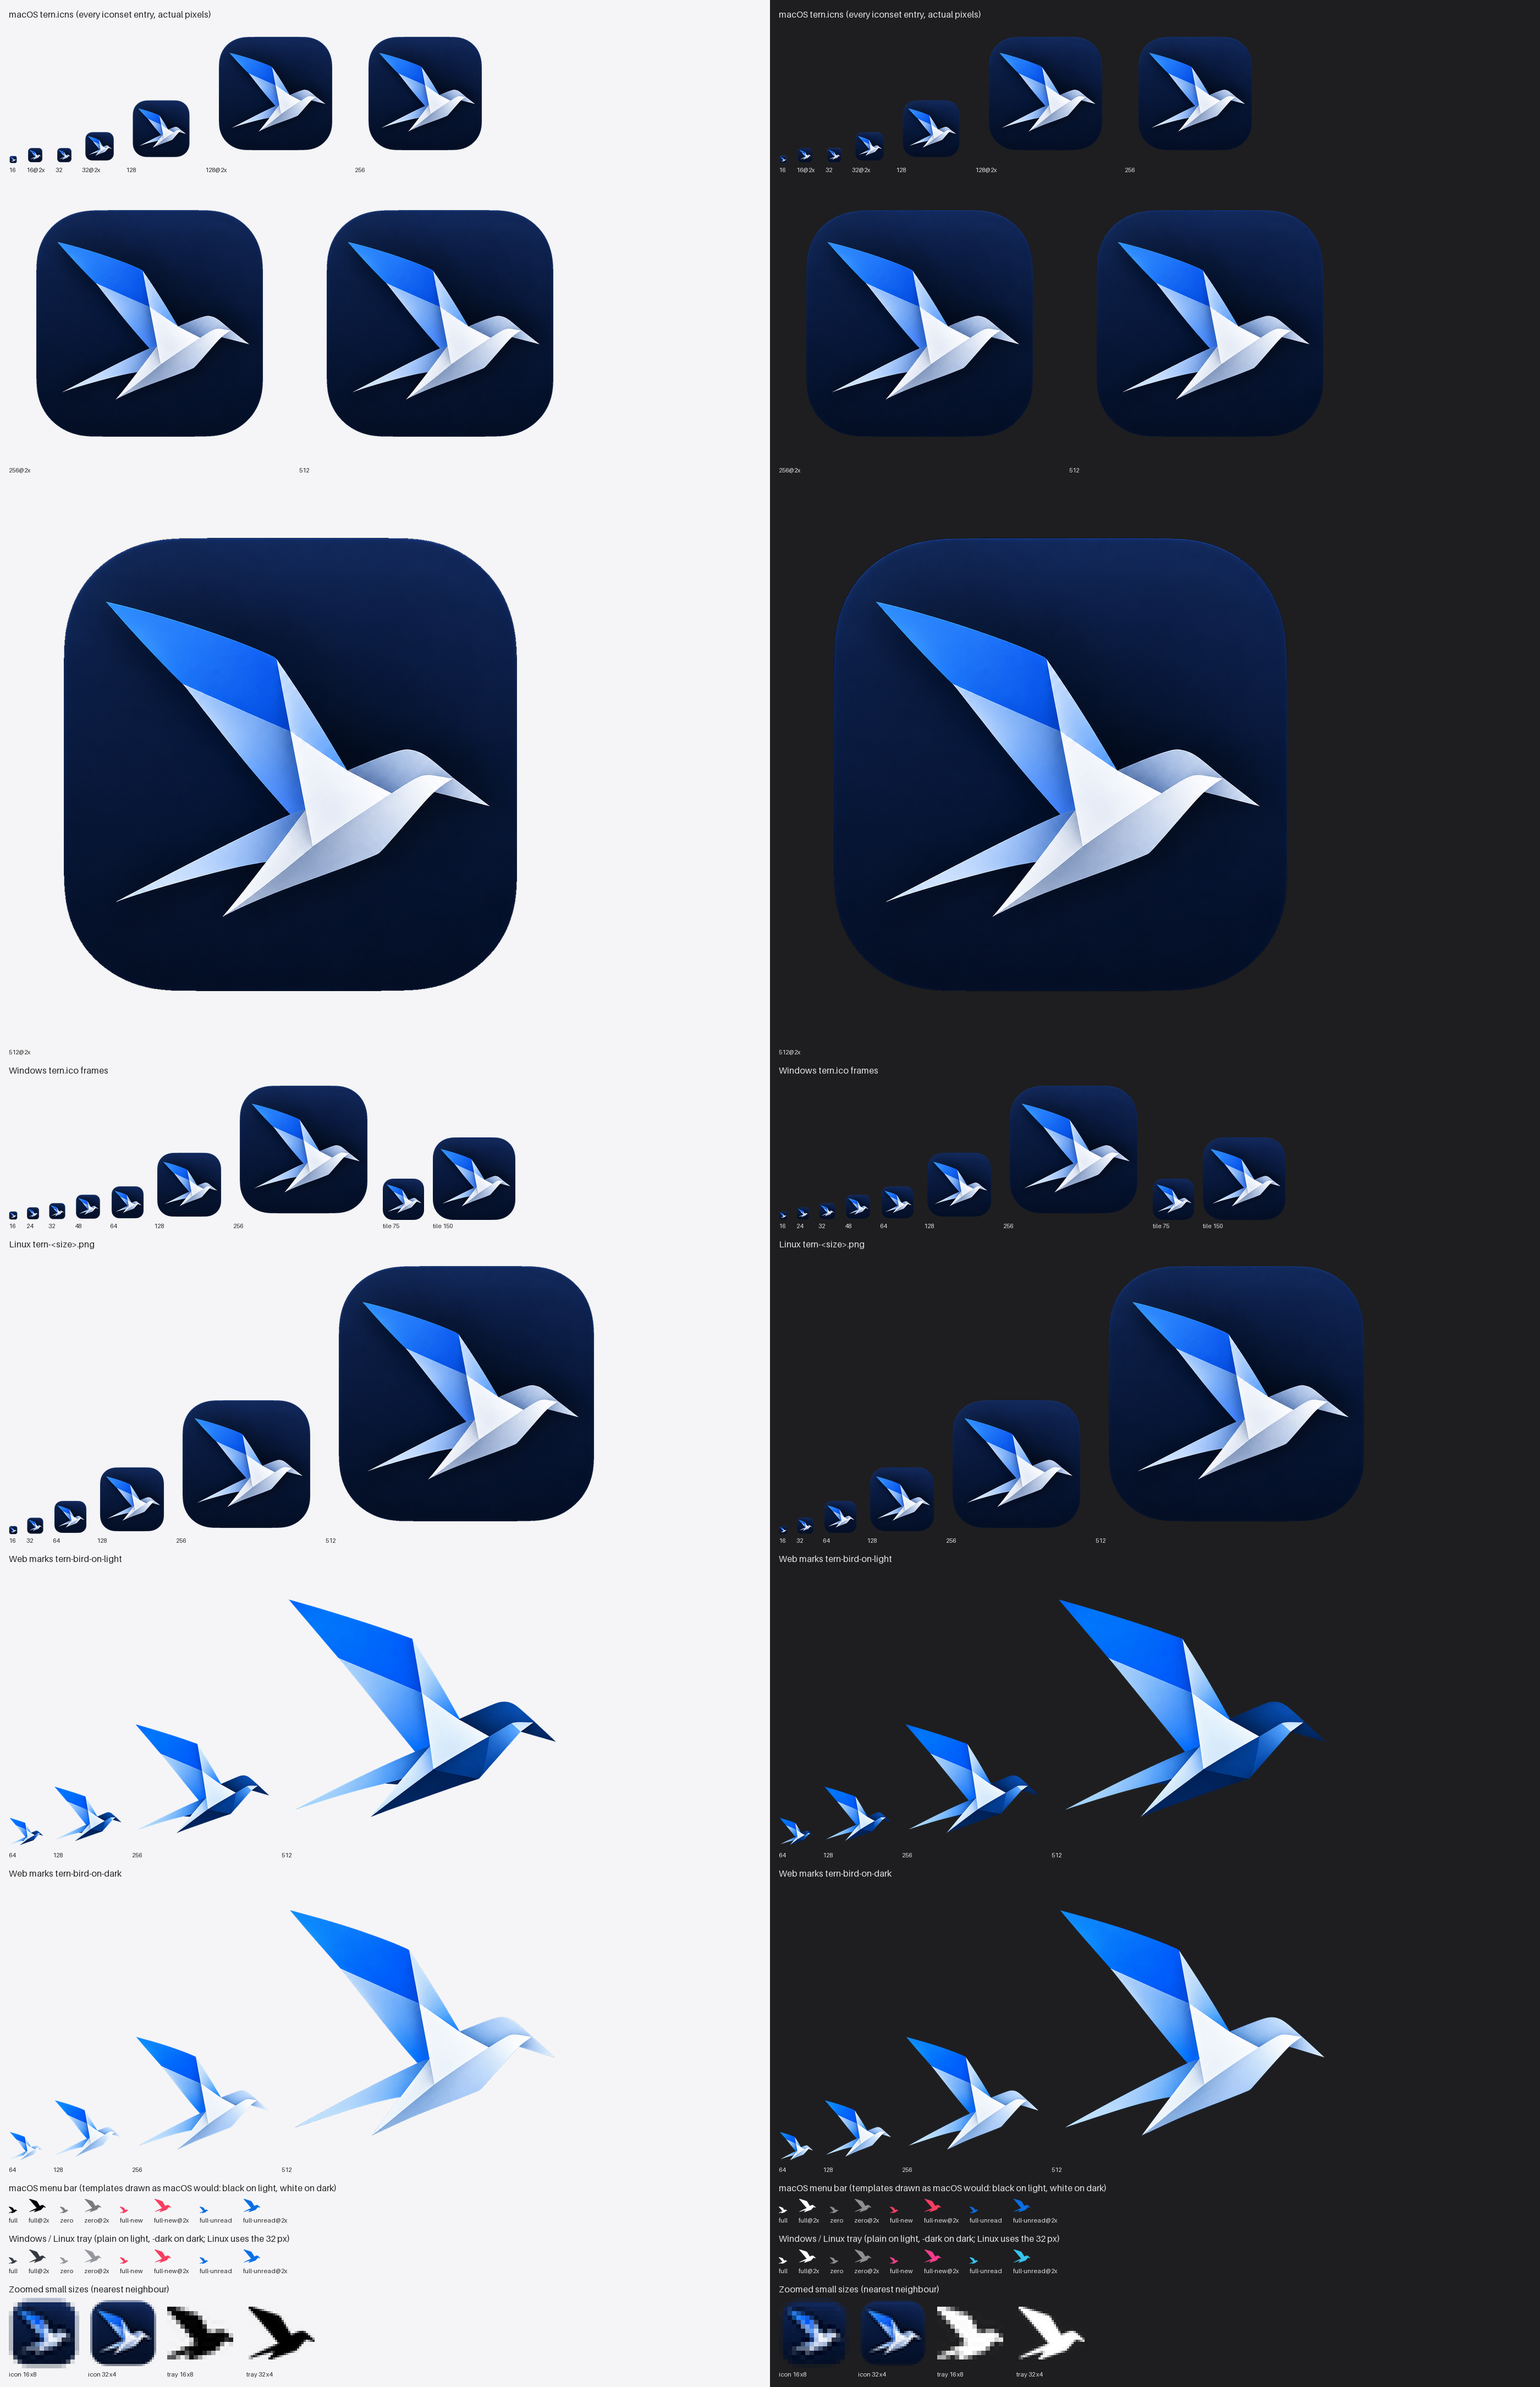 macOS tern.icns (every iconset entry, actual pixels)
16 16@2x 32 32@2x 128 128@2x 256
256@2x 512
512@2x
Windows tern.ico frames
16 24 32 48 64 128 256 tile 75 tile 150
Linux tern-<size>.png
16 32 64 128 256 512
Web marks tern-bird-on-light
64 128 256 512
Web marks tern-bird-on-dark
64 128 256 512
macOS menu bar (templates drawn as macOS would: black on light, white on dark)
full full@2x zero zero@2x full-new full-new@2x full-unread full-unread@2x
Windows / Linux tray (plain on light, -dark on dark; Linux uses the 32 px)
full full@2x zero zero@2x full-new full-new@2x full-unread full-unread@2x
Zoomed small sizes (nearest neighbour)
icon 16x8 icon 32x4 tray 16x8 tray 32x4
macOS tern.icns (every iconset entry, actual pixels)
16 16@2x 32 32@2x 128 128@2x 256
256@2x 512
512@2x
Windows tern.ico frames
16 24 32 48 64 128 256 tile 75 tile 150
Linux tern-<size>.png
16 32 64 128 256 512
Web marks tern-bird-on-light
64 128 256 512
Web marks tern-bird-on-dark
64 128 256 512
macOS menu bar (templates drawn as macOS would: black on light, white on dark)
full full@2x zero zero@2x full-new full-new@2x full-unread full-unread@2x
Windows / Linux tray (plain on light, -dark on dark; Linux uses the 32 px)
full full@2x zero zero@2x full-new full-new@2x full-unread full-unread@2x
Zoomed small sizes (nearest neighbour)
icon 16x8 icon 32x4 tray 16x8 tray 32x4